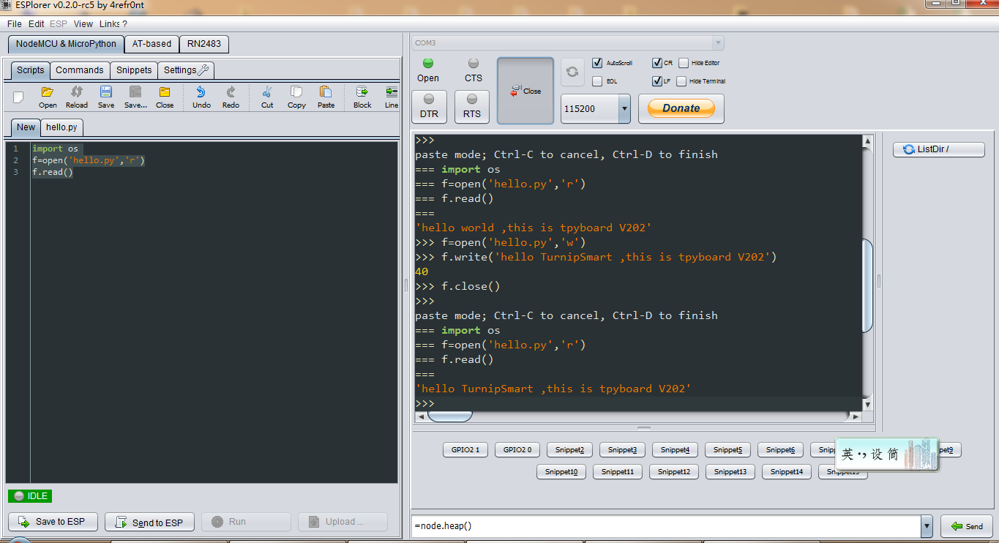 ESPlorer v0.2.0-rc5 by 4refr0nt
File Edit ESP View Links ?
NodeMCU & MicroPython AT-based RN2483
Scripts Commands Snippets Settings
Open Reload Save Save... Close Undo Redo Cut Copy Paste Block Line
New hello.py
1 import os
2 f=open('hello.py','r')
3 f.read()
IDLE
Save to ESP Send to ESP Run Upload ...
COM3
Open CTS Close AutoScroll CR Hide Editor
EOL LF Hide Terminal
DTR RTS 115200 Donate
>>>
paste mode; Ctrl-C to cancel, Ctrl-D to finish
=== import os
=== f=open('hello.py','r')
=== f.read()
===
'hello world ,this is tpyboard V202'
>>> f=open('hello.py','w')
>>> f.write('hello TurnipSmart ,this is tpyboard V202')
40
>>> f.close()
>>>
paste mode; Ctrl-C to cancel, Ctrl-D to finish
=== import os
=== f=open('hello.py','r')
=== f.read()
===
'hello TurnipSmart ,this is tpyboard V202'
>>>
ListDir /
GPIO2 1 GPIO2 0 Snippet2 Snippet3 Snippet4 Snippet5 Snippet6
Snippet10 Snippet11 Snippet12 Snippet13 Snippet14
英 设 简
=node.heap() Send